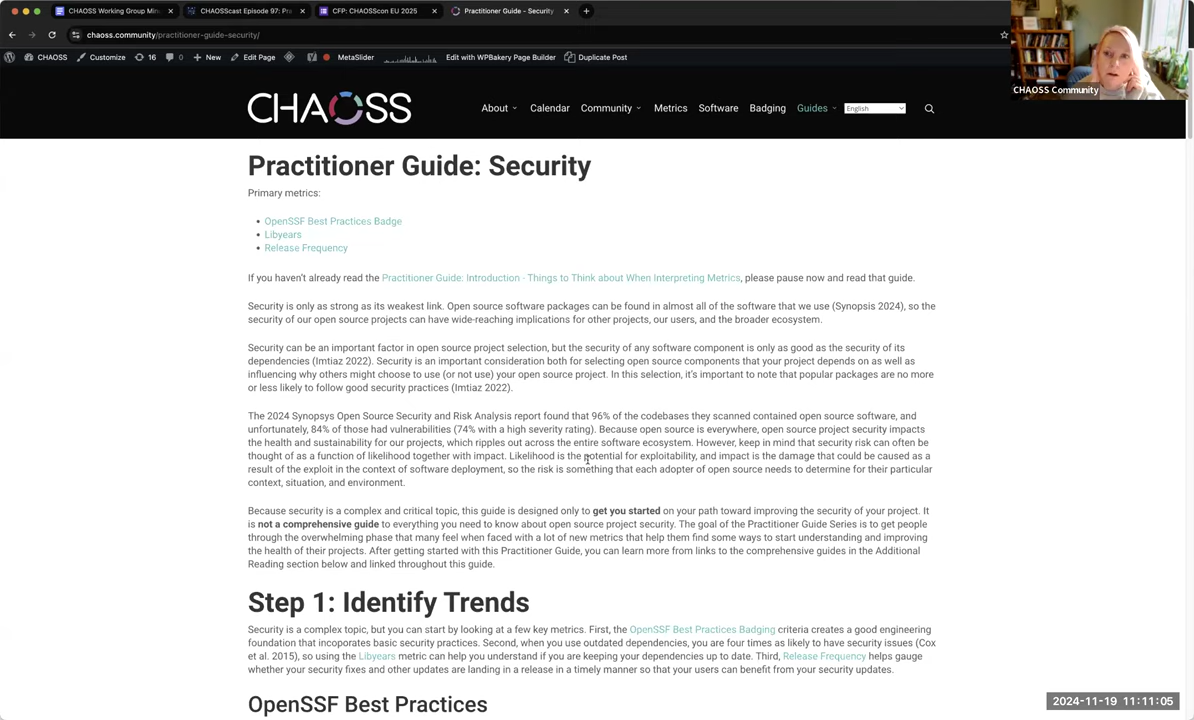 CHAOSS Working Group Min
CHAOSScast Episode 97: Pra
CFP: CHAOSScon EU 2025
Practitioner Guide - Security
chaoss.community/practitioner-guide-security/
CHAOSS
Customize
16
0
New
Edit Page
MetaSlider
Edit with WPBakery Page Builder
Duplicate Post
CHAOSS Community
CHAOSS
About
Calendar
Community
Metrics
Software
Badging
Guides
English
Practitioner Guide: Security
Primary metrics:
• OpenSSF Best Practices Badge
• Libyears
• Release Frequency
If you haven't already read the Practitioner Guide: Introduction - Things to Think about When Interpreting Metrics, please pause now and read that guide.
Security is only as strong as its weakest link. Open source software packages can be found in almost all of the software that we use (Synopsis 2024), so the
security of our open source projects can have wide-reaching implications for other projects, our users, and the broader ecosystem.
Security can be an important factor in open source project selection, but the security of any software component is only as good as the security of its
dependencies (Imtiaz 2022). Security is an important consideration both for selecting open source components that your project depends on as well as
influencing why others might choose to use (or not use) your open source project. In this selection, it's important to note that popular packages are no more
or less likely to follow good security practices (Imtiaz 2022).
The 2024 Synopsys Open Source Security and Risk Analysis report found that 96% of the codebases they scanned contained open source software, and
unfortunately, 84% of those had vulnerabilities (74% with a high severity rating). Because open source is everywhere, open source project security impacts
the health and sustainability for our projects, which ripples out across the entire software ecosystem. However, keep in mind that security risk can often be
thought of as a function of likelihood together with impact. Likelihood is the potential for exploitability, and impact is the damage that could be caused as a
result of the exploit in the context of software deployment, so the risk is something that each adopter of open source needs to determine for their particular
context, situation, and environment.
Because security is a complex and critical topic, this guide is designed only to get you started on your path toward improving the security of your project. It
is not a comprehensive guide to everything you need to know about open source project security. The goal of the Practitioner Guide Series is to get people
through the overwhelming phase that many feel when faced with a lot of new metrics that help them find some ways to start understanding and improving
the health of their projects. After getting started with this Practitioner Guide, you can learn more from links to the comprehensive guides in the Additional
Reading section below and linked throughout this guide.
Step 1: Identify Trends
Security is a complex topic, but you can start by looking at a few key metrics. First, the OpenSSF Best Practices Badging criteria creates a good engineering
foundation that incoporates basic security practices. Second, when you use outdated dependencies, you are four times as likely to have security issues (Cox
et al. 2015), so using the Libyears metric can help you understand if you are keeping your dependencies up to date. Third, Release Frequency helps gauge
whether your security fixes and other updates are landing in a release in a timely manner so that your users can benefit from your security updates.
OpenSSF Best Practices
2024-11-19 11:11:05